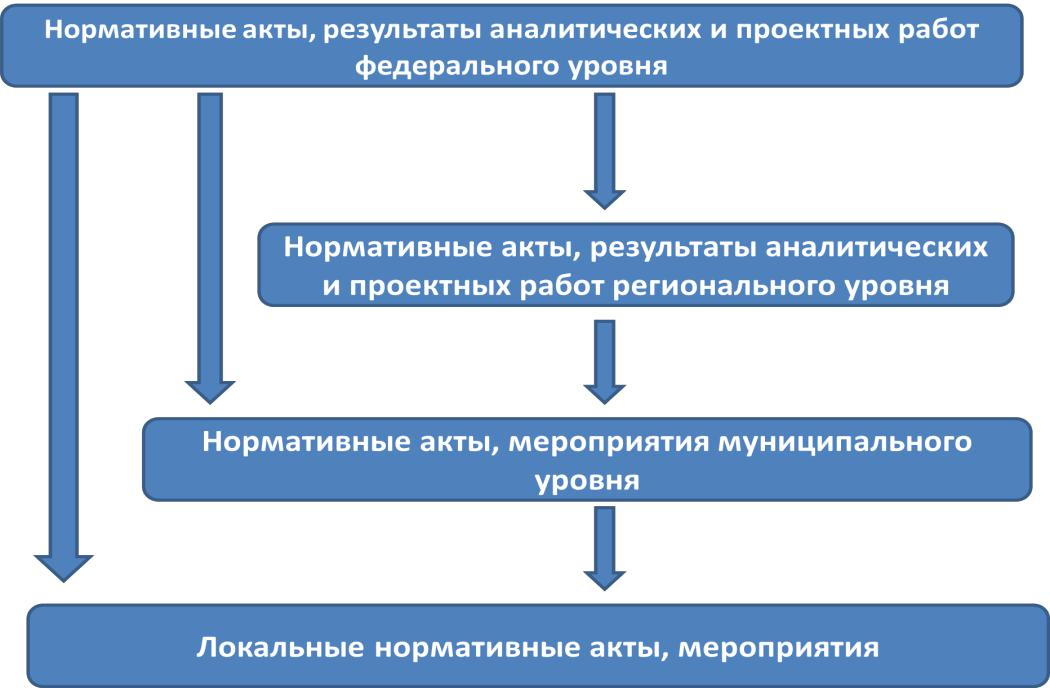 Нормативные акты, результаты аналитических и проектных работ
федерального уровня
Нормативные акты, результаты аналитических
и проектных работ регионального уровня
Нормативные акты, мероприятия муниципального
уровня
Локальные нормативные акты, мероприятия